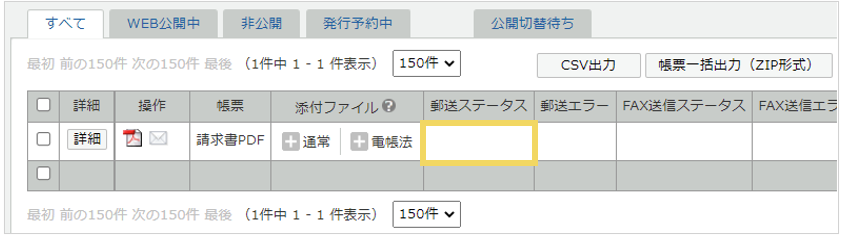 すべて WEB公開中 非公開 発行予約中 公開切替待ち
最初 前の150件 次の150件 最後 （1件中 1 - 1 件表示） 150件 CSV出力 帳票一括出力（ZIP形式）
詳細 操作 帳票 添付ファイル ? 郵送ステータス 郵送エラー FAX送信ステータス FAX送信エラ
詳細 請求書PDF 通常 電帳法
最初 前の150件 次の150件 最後 （1件中 1 - 1 件表示） 150件